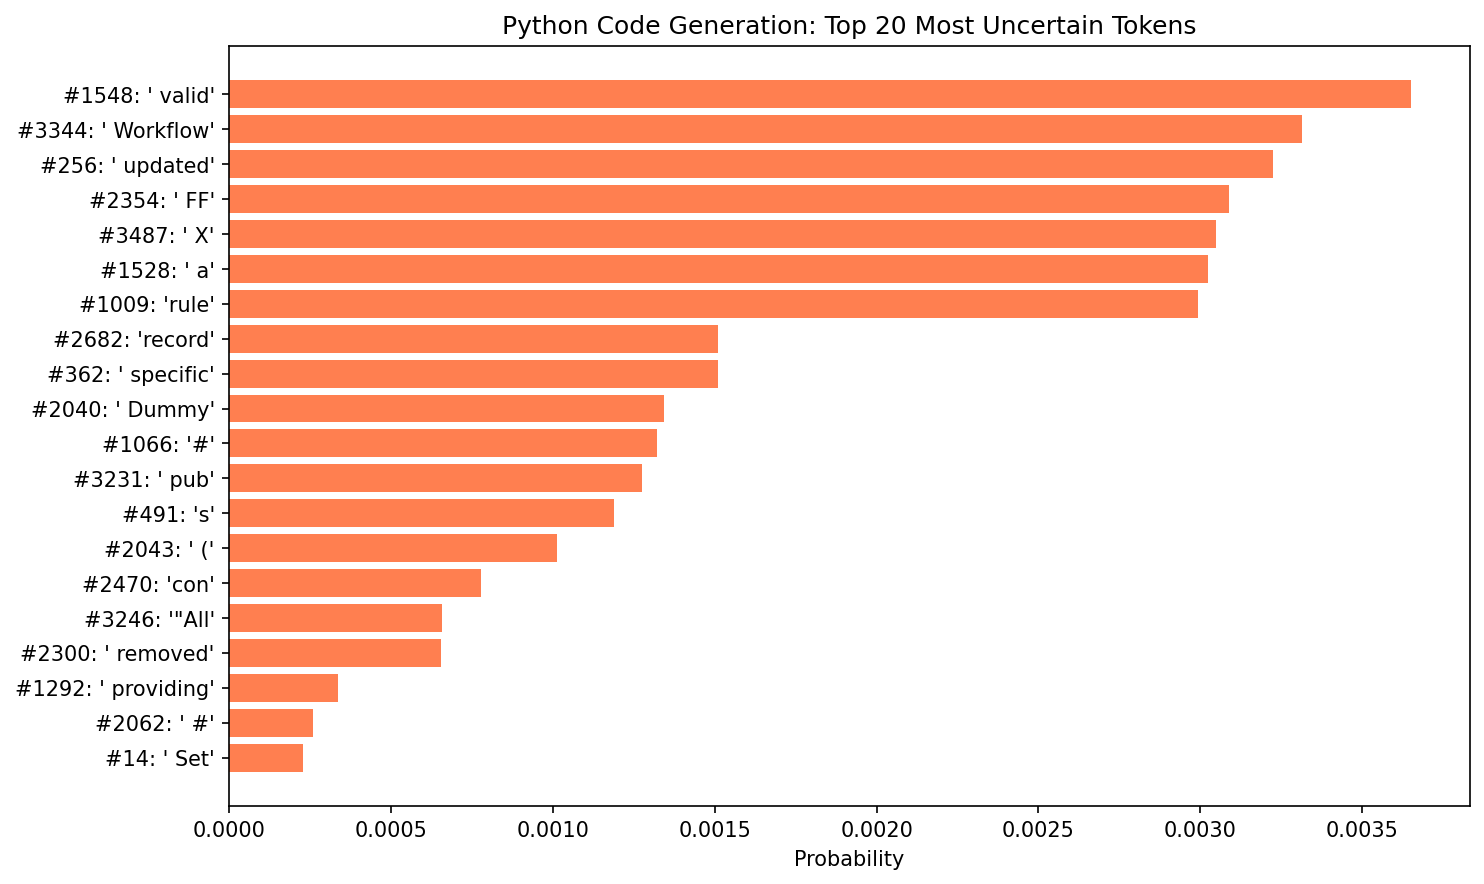 Python Code Generation: Top 20 Most Uncertain Tokens
#1548: ' valid'
#3344: ' Workflow'
#256: ' updated'
#2354: ' FF'
#3487: ' X'
#1528: ' a'
#1009: 'rule'
#2682: 'record'
#362: ' specific'
#2040: ' Dummy'
#1066: '#'
#3231: ' pub'
#491: 's'
#2043: ' ('
#2470: 'con'
#3246: '"All'
#2300: ' removed'
#1292: ' providing'
#2062: ' #'
#14: ' Set'
0.0000 0.0005 0.0010 0.0015 0.0020 0.0025 0.0030 0.0035
Probability